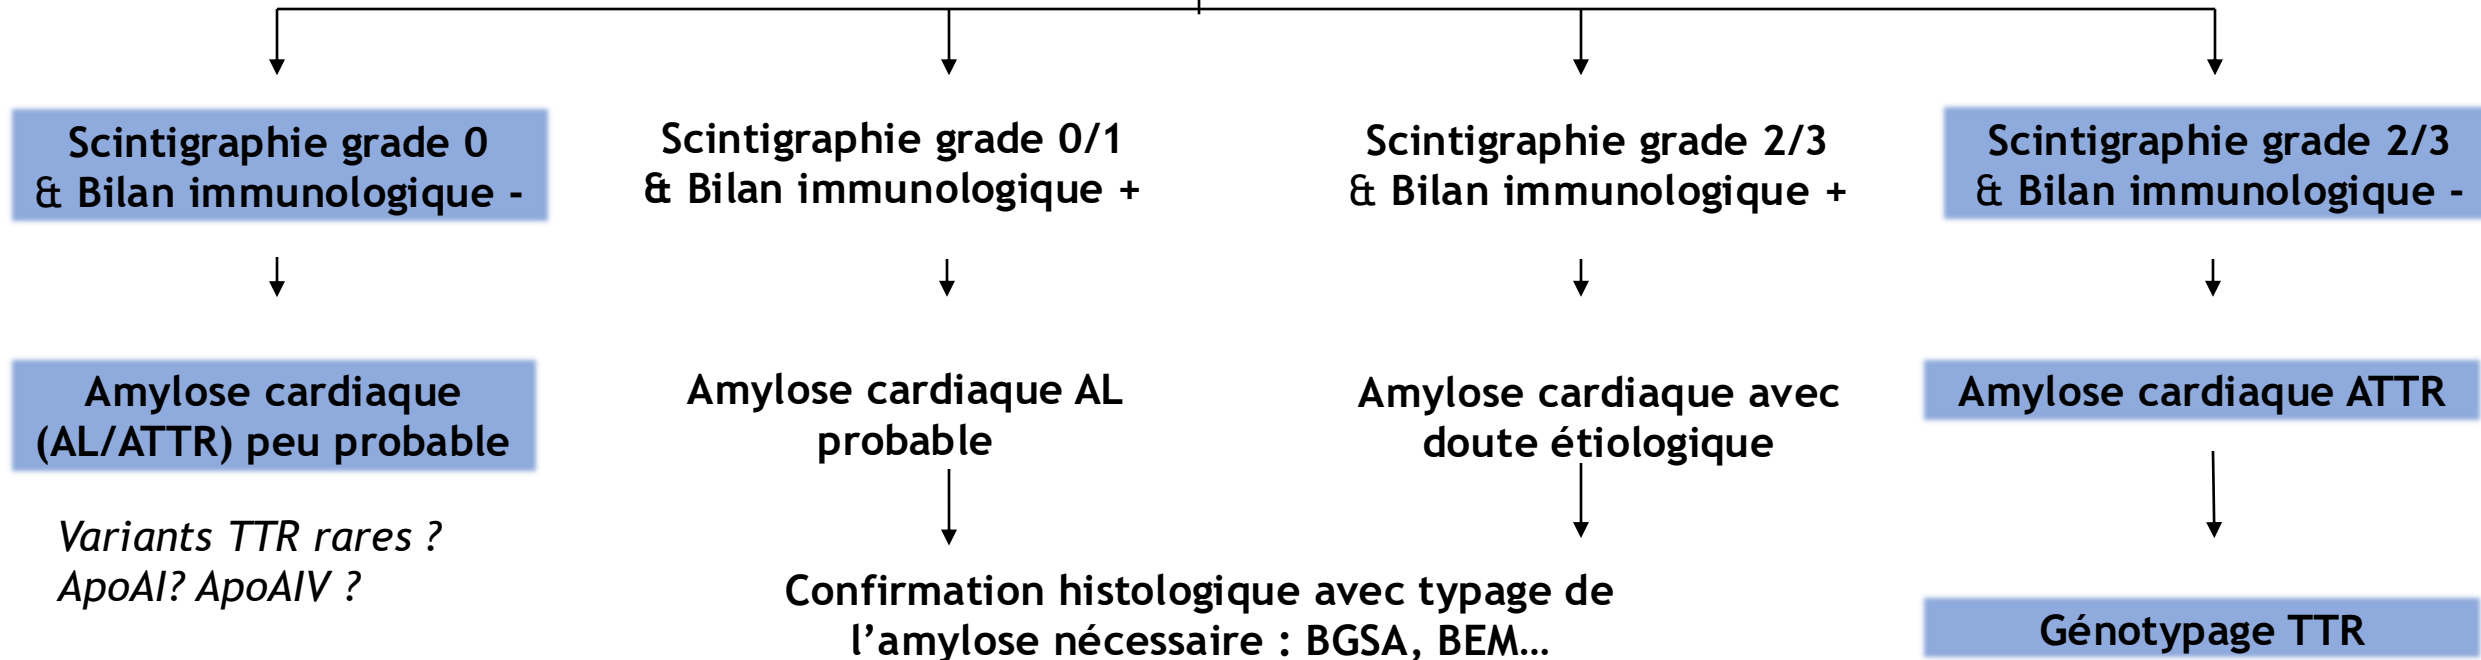 Scintigraphie grade 0
& Bilan immunologique -
Scintigraphie grade 0/1
& Bilan immunologique +
Scintigraphie grade 2/3
& Bilan immunologique +
Scintigraphie grade 2/3
& Bilan immunologique -
Amylose cardiaque
(AL/ATTR) peu probable
Amylose cardiaque AL
probable
Amylose cardiaque avec
doute étiologique
Amylose cardiaque ATTR
Variants TTR rares ?
ApoAI? ApoAIV ?
Confirmation histologique avec typage de
l’amylose nécessaire : BGSA, BEM…
Génotypage TTR